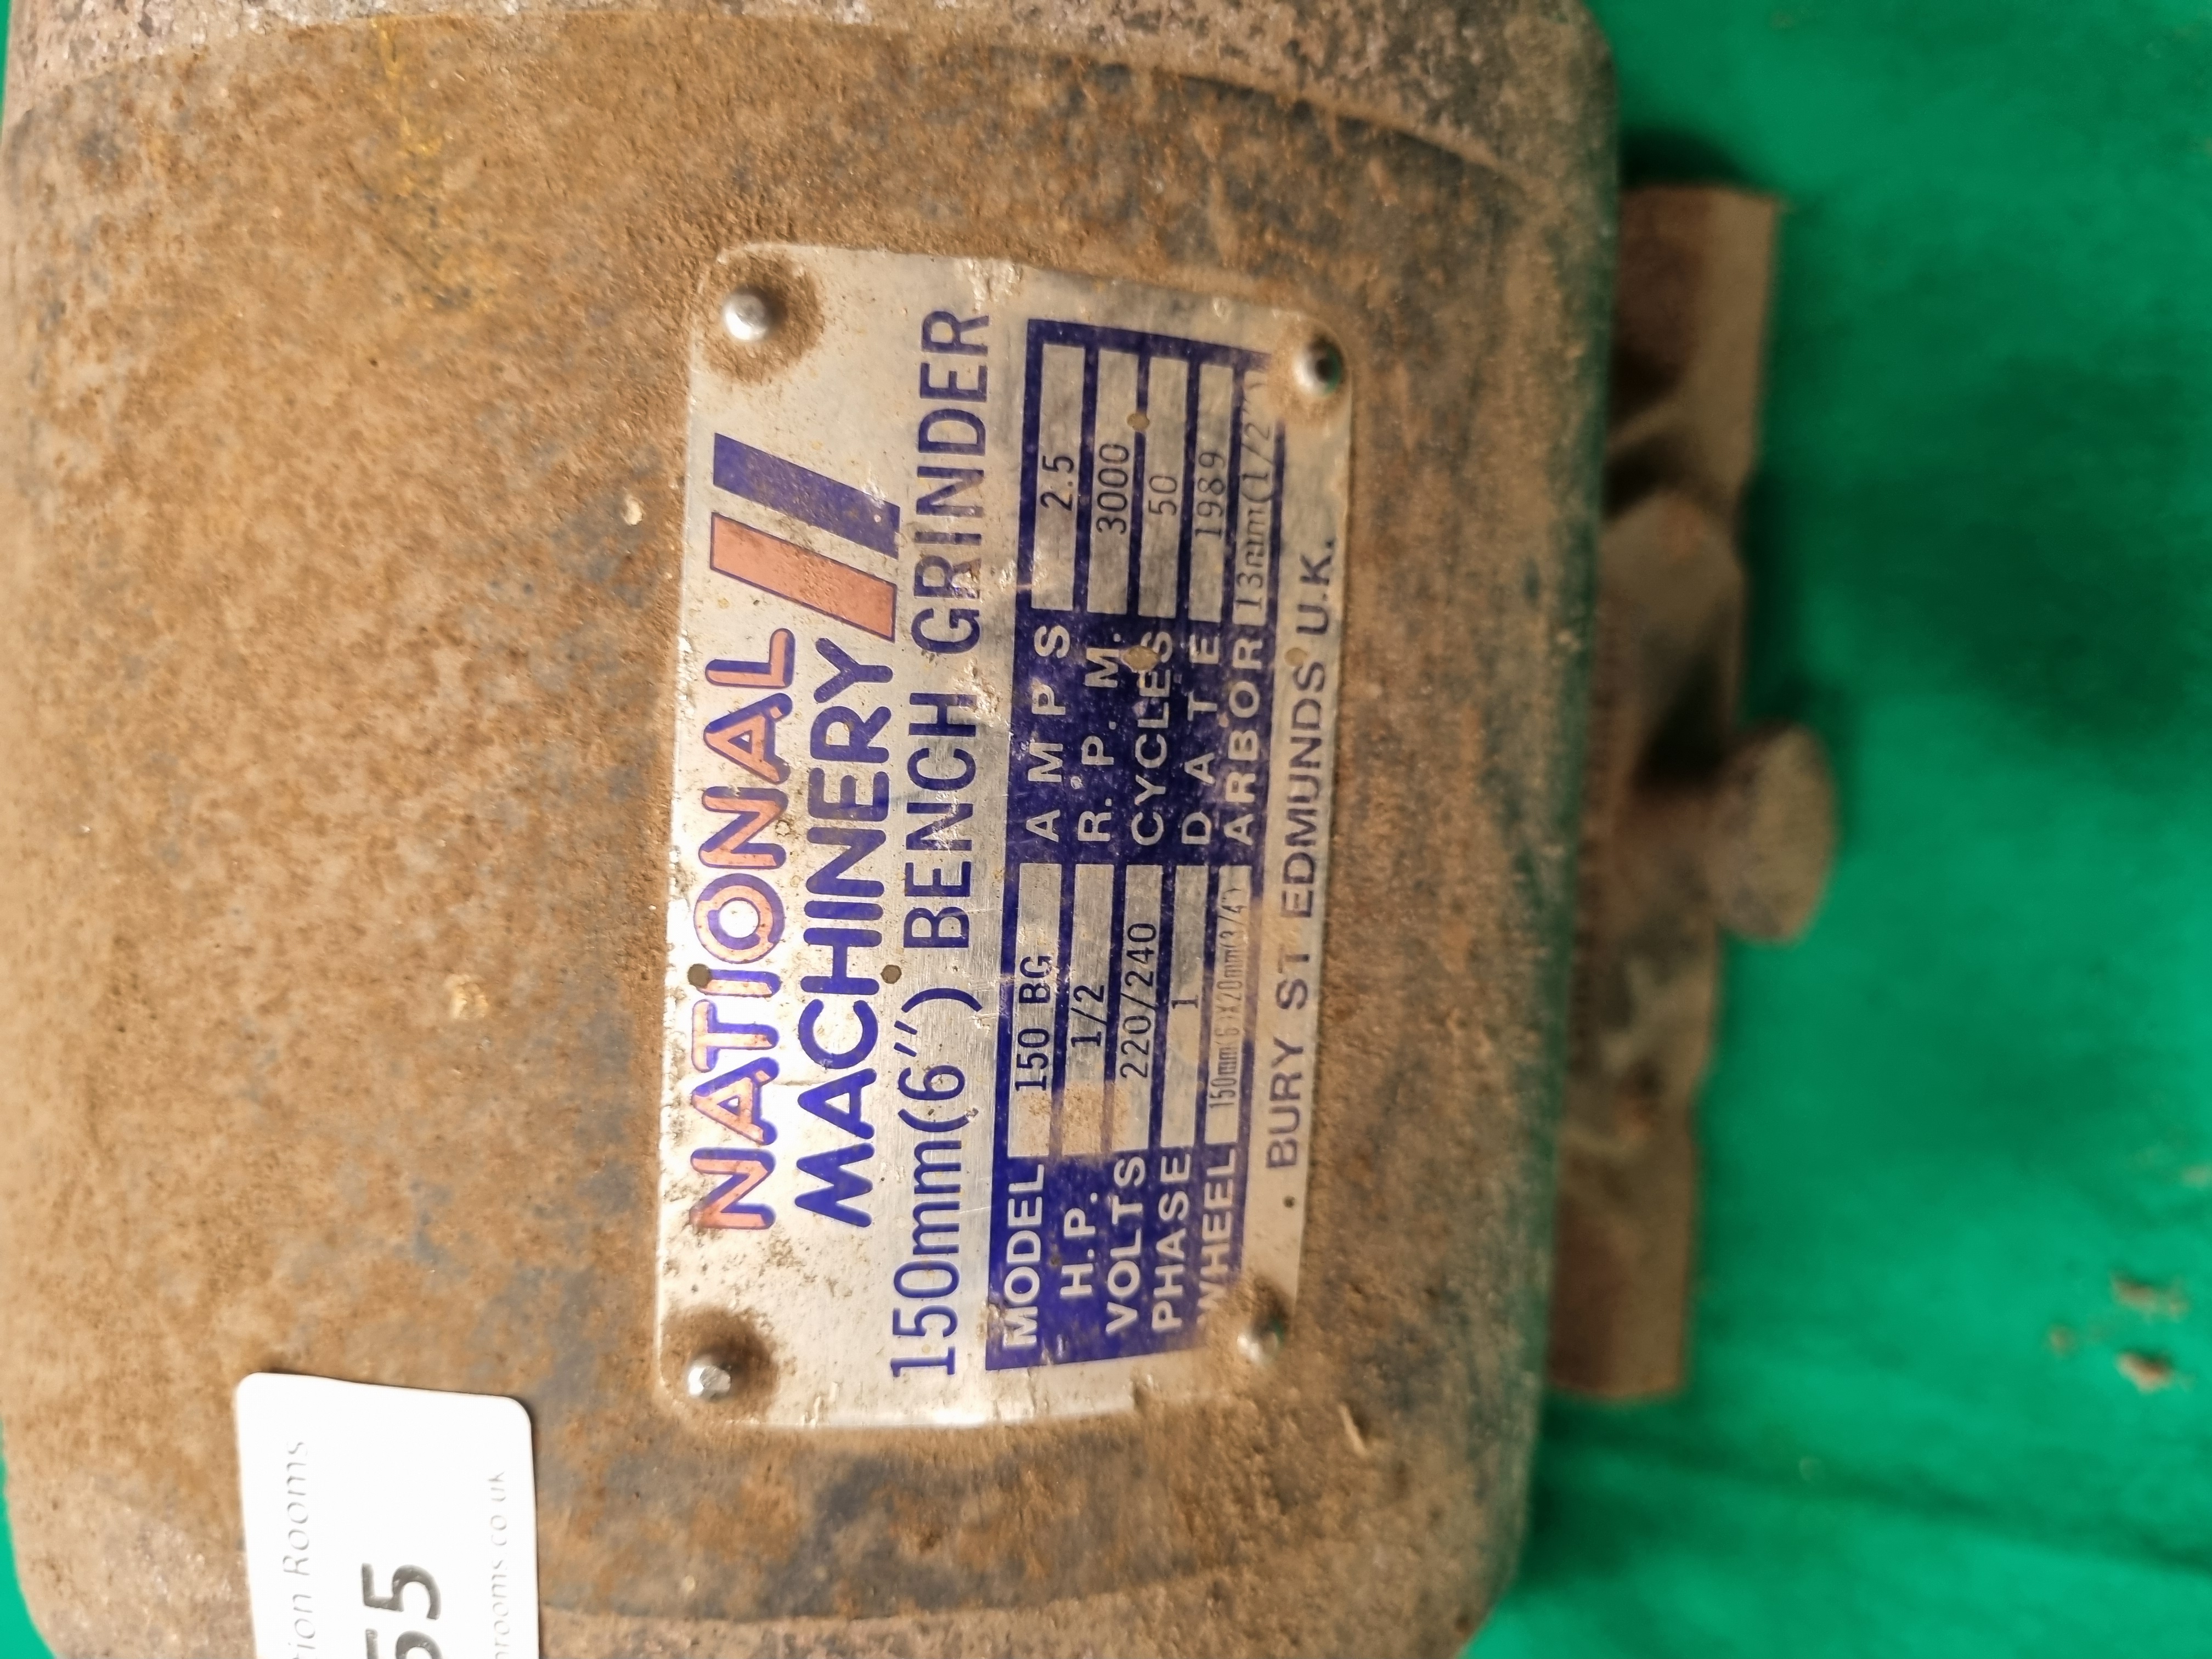 NATIONAL
MACHINERY
150mm(6") BENCH GRINDER
MODEL 150 BG AMPS 2.5
H.P. 1/2 R.P.M. 3000
VOLTS 220/240 CYCLES 50
PHASE 1 DATE 1989
WHEEL 150mm(6")X20mm(3/4") ARBOR 13mm(1/2")
• BURY ST EDMUNDS U.K.
Rooms
55